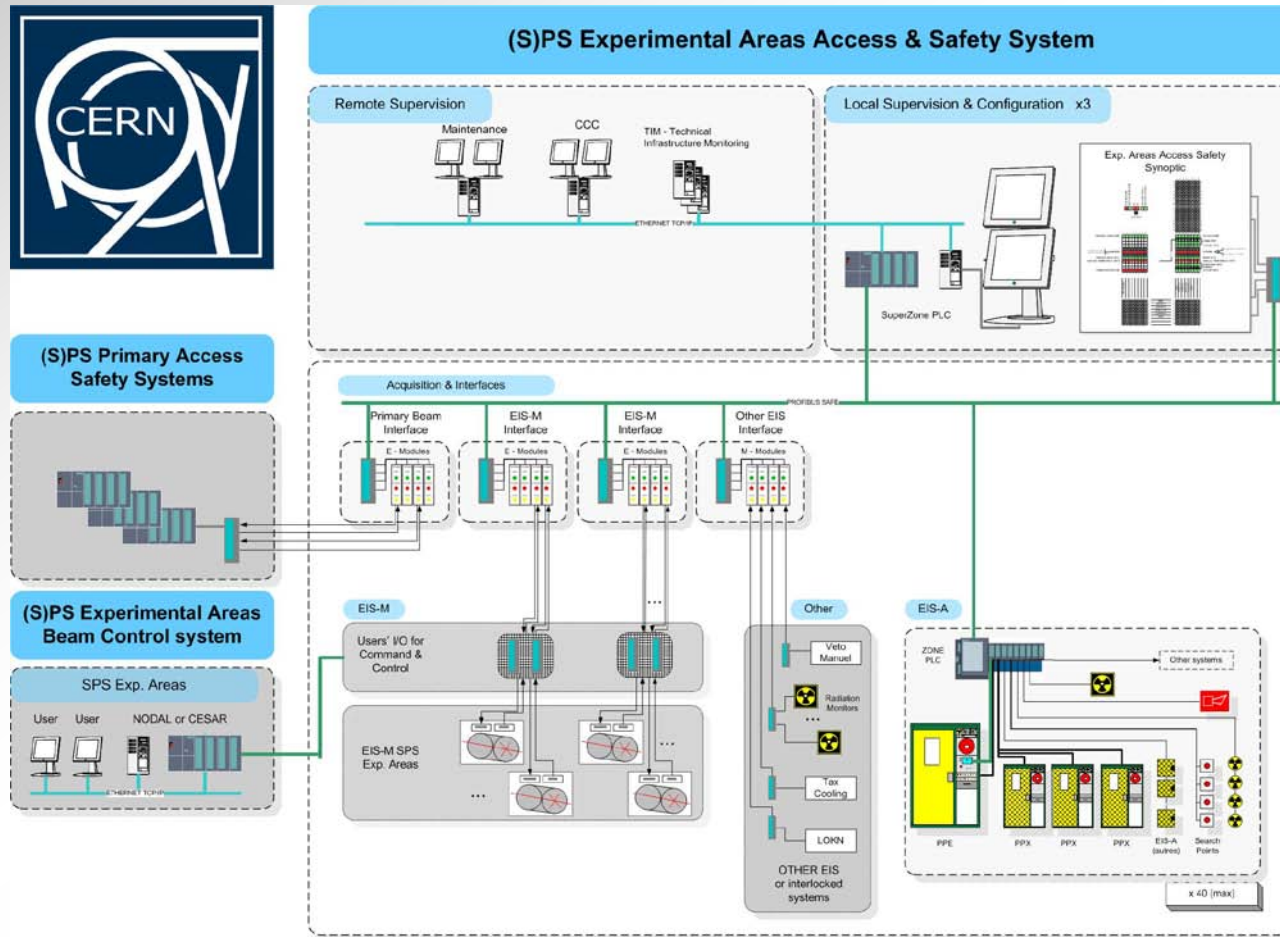 CERN
(S)PS Experimental Areas Access & Safety System
Remote Supervision
Maintenance
CCC
TIM - Technical
Infrastructure Monitoring
ETHERNET TCP/IP
Local Supervision & Configuration x3
Exp. Areas Access Safety
Synoptic
SuperZone PLC
(S)PS Primary Access
Safety Systems
Acquisition & Interfaces
PROFIBUS SAFE
Primary Beam
Interface
E - Modules
EIS-M
Interface
E - Modules
EIS-M
Interface
E - Modules
Other EIS
Interface
M - Modules
(S)PS Experimental Areas
Beam Control system
SPS Exp. Areas
User
User
NODAL or CESAR
ETHERNET TCP/IP
EIS-M
Users' I/O for
Command &
Control
...
EIS-M SPS
Exp. Areas
...
...
Other
Veto
Manuel
Radiation
Monitors
...
Tax
Cooling
LOKN
OTHER EIS
or interlocked
systems
EIS-A
ZONE
PLC
Other systems
PPE
PPX
PPX
PPX
EIS-A
(autres)
Search
Points
x 40 (max)